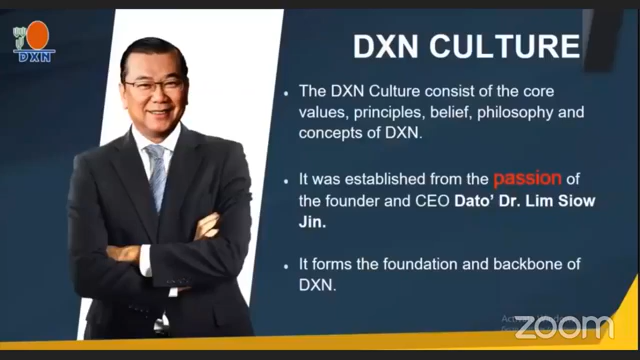 DXN
DXN CULTURE
• The DXN Culture consist of the core
values, principles, belief, philosophy and
concepts of DXN.
• It was established from the passion of
the founder and CEO Dato’ Dr. Lim Siow
Jin.
• It forms the foundation and backbone of
DXN.
zoom